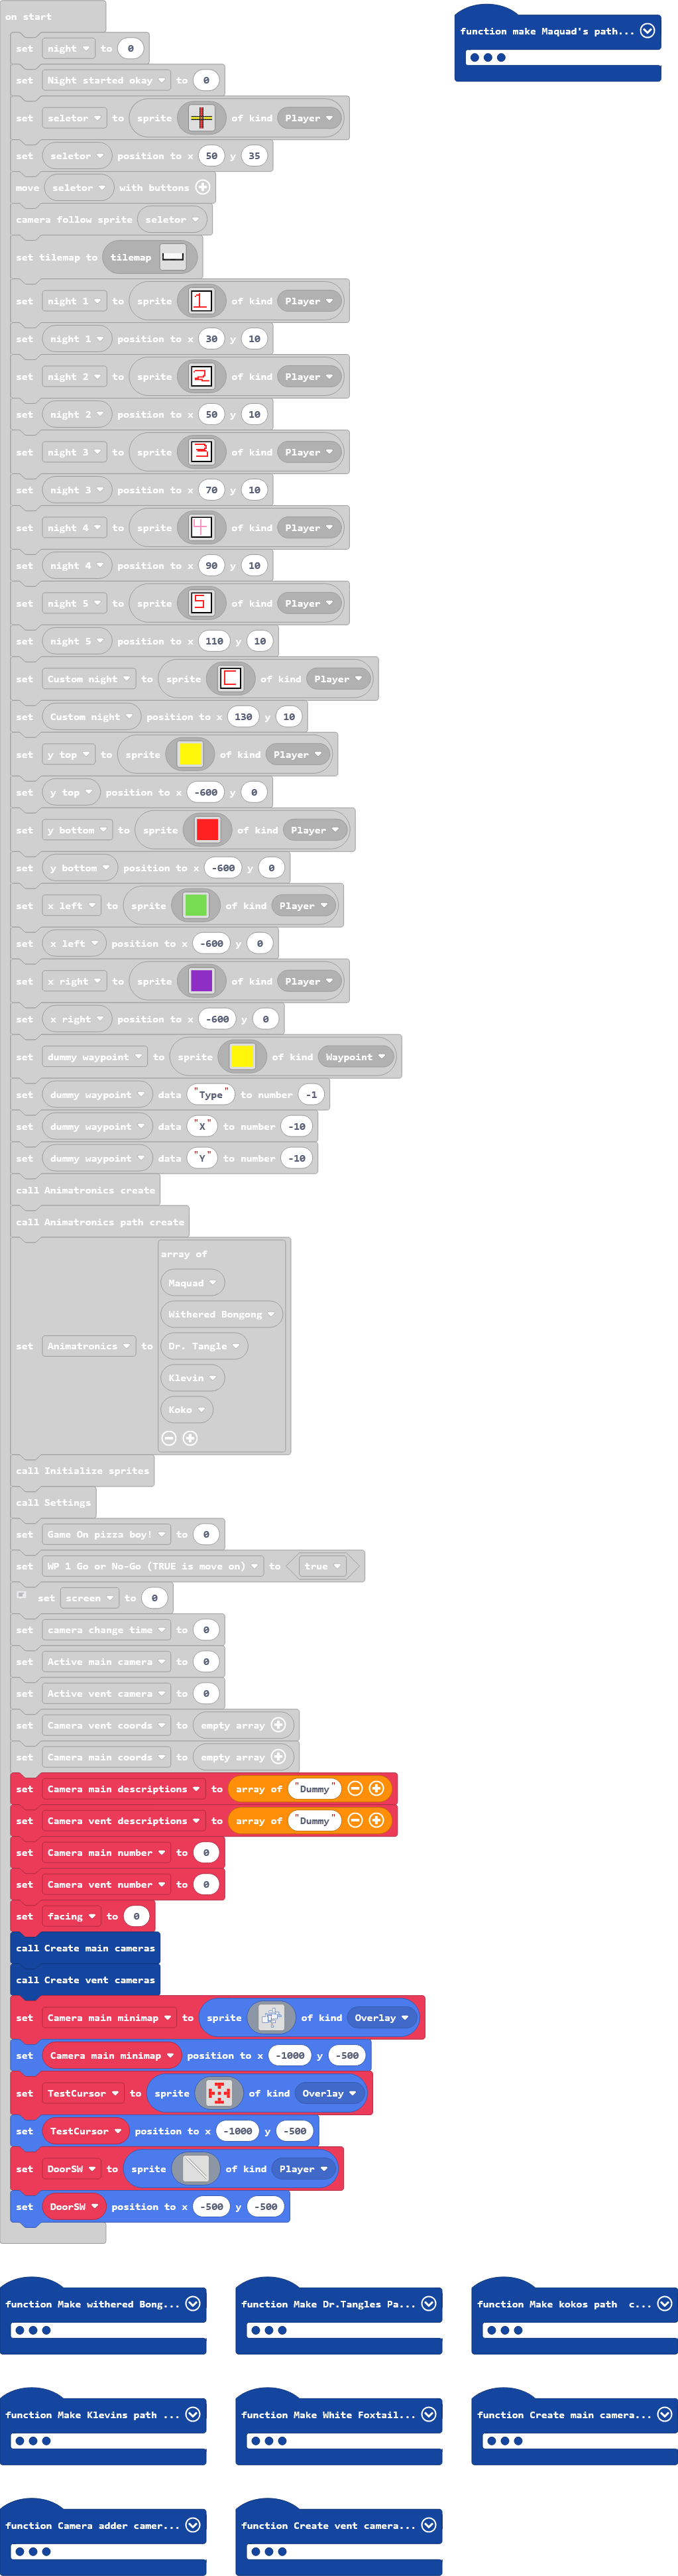 on start
function make Maquad's path...
set night to 0
set Night started okay to 0
set seletor to sprite of kind Player
set seletor position to x 50 y 35
move seletor with buttons
camera follow sprite seletor
set tilemap to tilemap
set night 1 to sprite 1 of kind Player
set night 1 position to x 30 y 10
set night 2 to sprite 2 of kind Player
set night 2 position to x 50 y 10
set night 3 to sprite 3 of kind Player
set night 3 position to x 70 y 10
set night 4 to sprite 4 of kind Player
set night 4 position to x 90 y 10
set night 5 to sprite 5 of kind Player
set night 5 position to x 110 y 10
set Custom night to sprite C of kind Player
set Custom night position to x 130 y 10
set y top to sprite of kind Player
set y top position to x -600 y 0
set y bottom to sprite of kind Player
set y bottom position to x -600 y 0
set x left to sprite of kind Player
set x left position to x -600 y 0
set x right to sprite of kind Player
set x right position to x -600 y 0
set dummy waypoint to sprite of kind Waypoint
set dummy waypoint data "Type" to number -1
set dummy waypoint data "X" to number -10
set dummy waypoint data "Y" to number -10
call Animatronics create
call Animatronics path create
array of
Maquad
Withered Bongong
set Animatronics to Dr. Tangle
Klevin
Koko
call Initialize sprites
call Settings
set Game On pizza boy! to 0
set WP 1 Go or No-Go (TRUE is move on) to true
set screen to 0
set camera change time to 0
set Active main camera to 0
set Active vent camera to 0
set Camera vent coords to empty array
set Camera main coords to empty array
set Camera main descriptions to array of "Dummy"
set Camera vent descriptions to array of "Dummy"
set Camera main number to 0
set Camera vent number to 0
set facing to 0
call Create main cameras
call Create vent cameras
set Camera main minimap to sprite of kind Overlay
set Camera main minimap position to x -1000 y -500
set TestCursor to sprite of kind Overlay
set TestCursor position to x -1000 y -500
set DoorSW to sprite of kind Player
set DoorSW position to x -500 y -500
function Make withered Bong...
function Make Dr.Tangles Pa...
function Make kokos path c...
function Make Klevins path ...
function Make White Foxtail...
function Create main camera...
function Camera adder camer...
function Create vent camera...